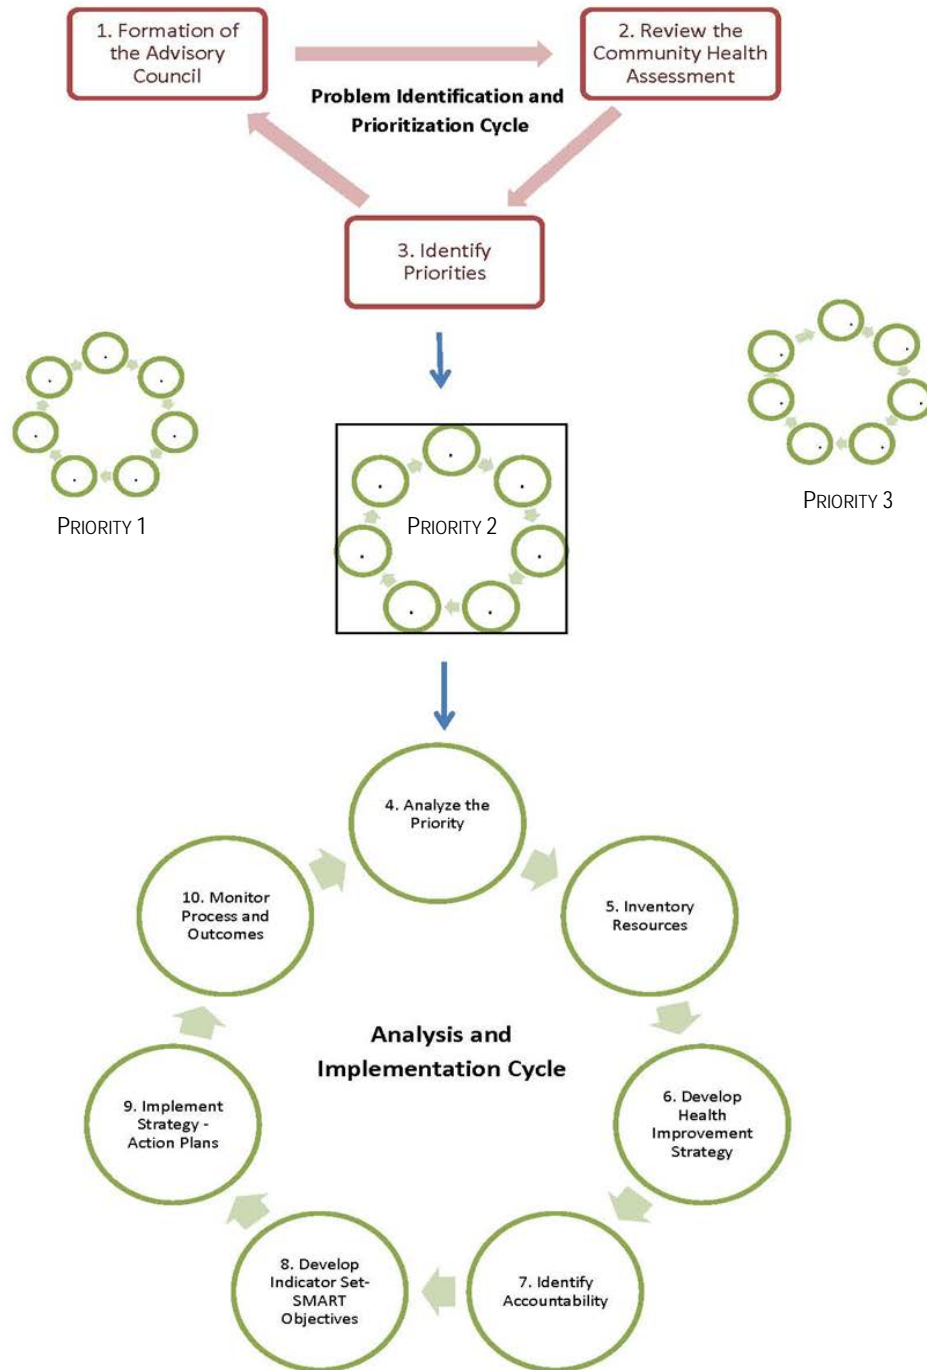 1. Formation of
the Advisory
Council
2. Review the
Community Health
Assessment
Problem Identification and
Prioritization Cycle
3. Identify
Priorities
PRIORITY 1
PRIORITY 2
PRIORITY 3
4. Analyze the
Priority
5. Inventory
Resources
6. Develop
Health
Improvement
Strategy
7. Identify
Accountability
8. Develop
Indicator Set-
SMART
Objectives
9. Implement
Strategy -
Action Plans
10. Monitor
Process and
Outcomes
Analysis and
Implementation Cycle